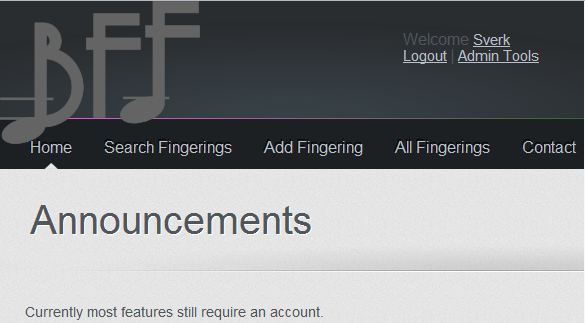 BFF
Welcome Sverk
Logout | Admin Tools
Home Search Fingerings Add Fingering All Fingerings Contact
Announcements
Currently most features still require an account.